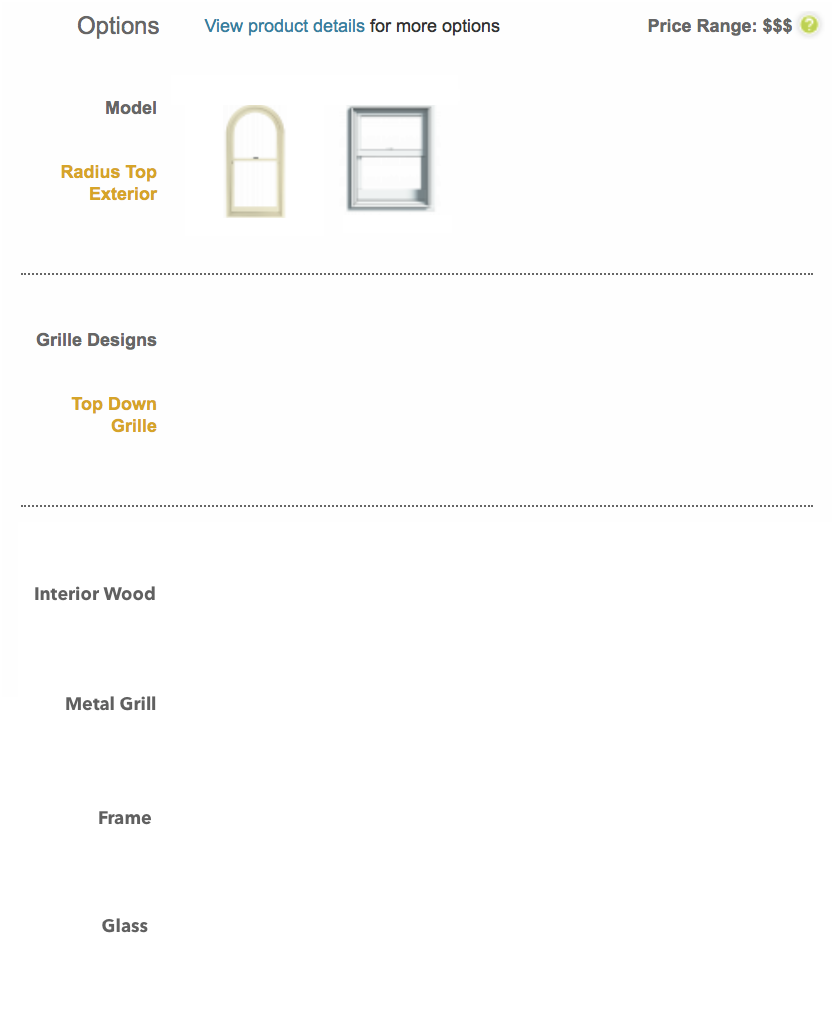 Options View product details for more options Price Range: $$$ ?
Model
Radius Top
Exterior
Grille Designs
Top Down
Grille
Interior Wood
Metal Grill
Frame
Glass